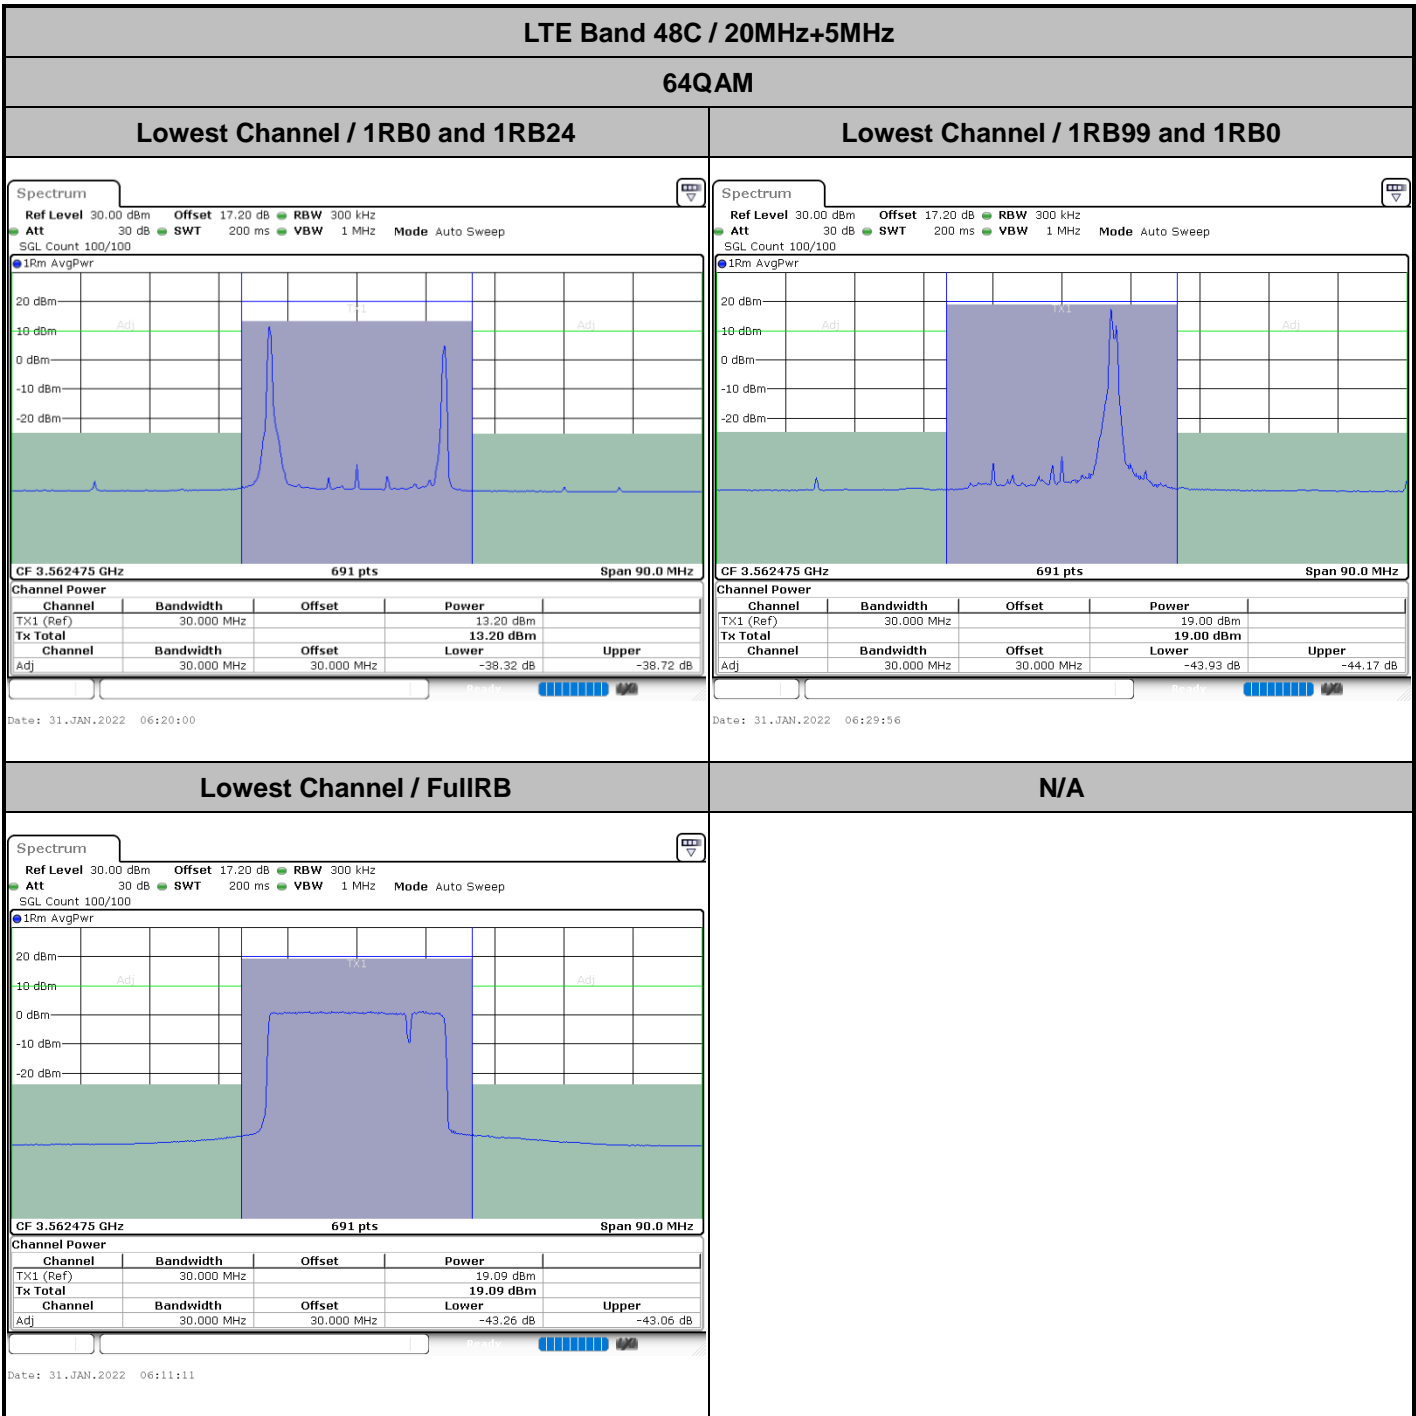 LTE Band 48C / 20MHz+5MHz
64QAM
Lowest Channel / 1RB0 and 1RB24
Lowest Channel / 1RB99 and 1RB0
Spectrum
Ref Level 30.00 dBm Offset 17.20 dB RBW 300 kHz
Att 30 dB SWT 200 ms VBW 1 MHz Mode Auto Sweep
SGL Count 100/100
1Rm AvgPwr
TX1
20 dBm
Adj
Adj
10 dBm
0 dBm
-10 dBm
-20 dBm
CF 3.562475 GHz 691 pts Span 90.0 MHz
Channel Power
Channel Bandwidth Offset Power
TX1 (Ref) 30.000 MHz 13.20 dBm
Tx Total 13.20 dBm
Channel Bandwidth Offset Lower Upper
Adj 30.000 MHz 30.000 MHz -38.32 dB -38.72 dB
Ready
Date: 31.JAN.2022 06:20:00
Spectrum
Ref Level 30.00 dBm Offset 17.20 dB RBW 300 kHz
Att 30 dB SWT 200 ms VBW 1 MHz Mode Auto Sweep
SGL Count 100/100
1Rm AvgPwr
20 dBm
TX1
Adj
Adj
10 dBm
0 dBm
-10 dBm
-20 dBm
CF 3.562475 GHz 691 pts Span 90.0 MHz
Channel Power
Channel Bandwidth Offset Power
TX1 (Ref) 30.000 MHz 19.00 dBm
Tx Total 19.00 dBm
Channel Bandwidth Offset Lower Upper
Adj 30.000 MHz 30.000 MHz -43.93 dB -44.17 dB
Ready
Date: 31.JAN.2022 06:29:56
Lowest Channel / FullRB
N/A
Spectrum
Ref Level 30.00 dBm Offset 17.20 dB RBW 300 kHz
Att 30 dB SWT 200 ms VBW 1 MHz Mode Auto Sweep
SGL Count 100/100
1Rm AvgPwr
20 dBm
TX1
Adj
Adj
10 dBm
0 dBm
-10 dBm
-20 dBm
CF 3.562475 GHz 691 pts Span 90.0 MHz
Channel Power
Channel Bandwidth Offset Power
TX1 (Ref) 30.000 MHz 19.09 dBm
Tx Total 19.09 dBm
Channel Bandwidth Offset Lower Upper
Adj 30.000 MHz 30.000 MHz -43.26 dB -43.06 dB
Ready
Date: 31.JAN.2022 06:11:11